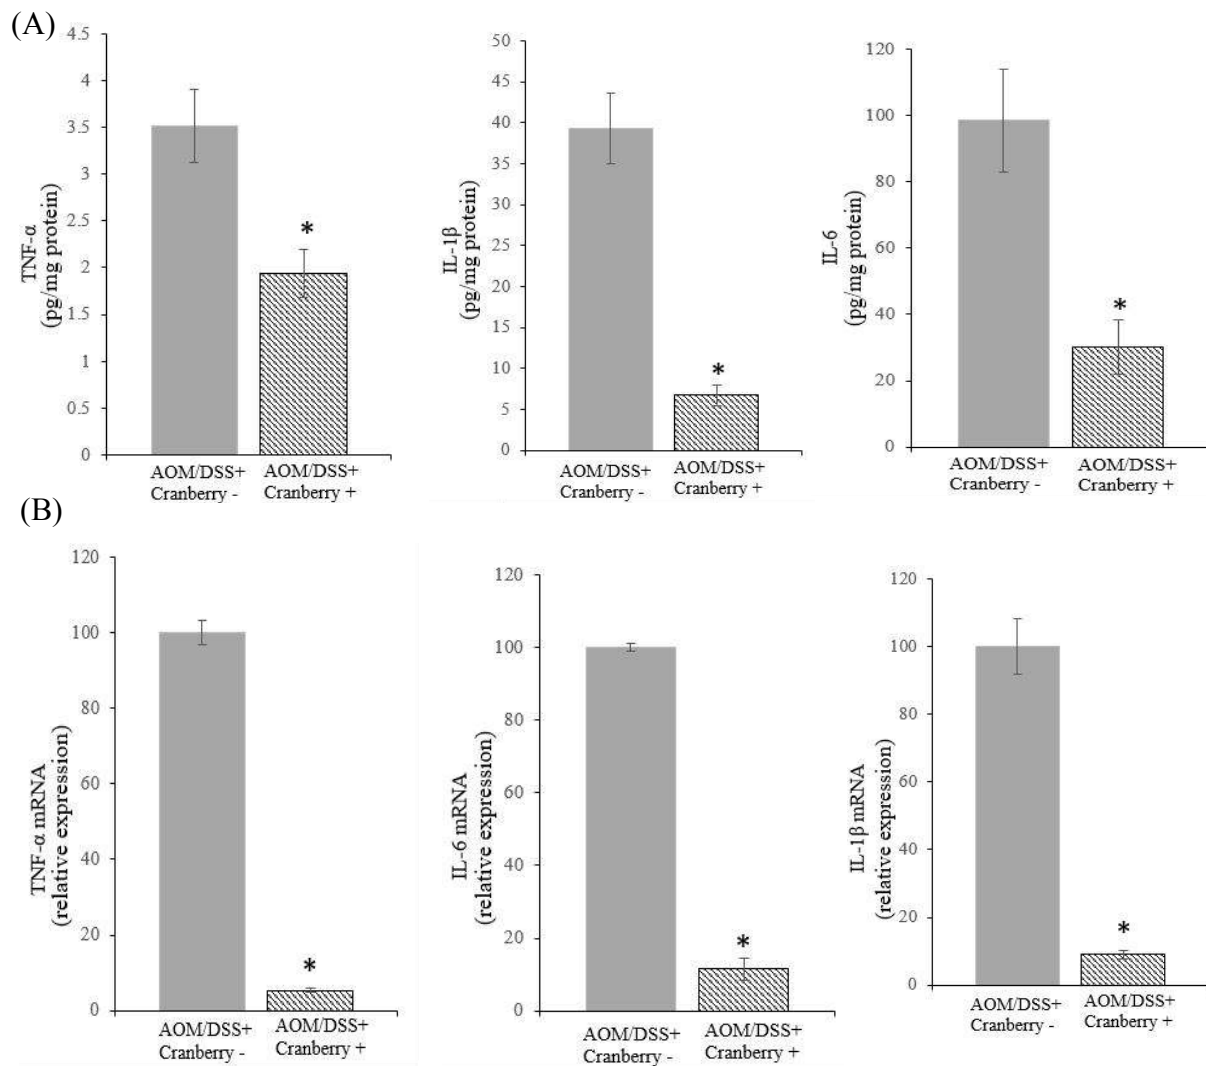 (A)
4.5
4
3.5
3
2.5
2
1.5
1
0.5
0
TNF-α
(pg/mg protein)
*
AOM/DSS+
Cranberry -
AOM/DSS+
Cranberry +
50
45
40
35
30
25
20
15
10
5
0
IL-1β
(pg/mg protein)
*
AOM/DSS+
Cranberry -
AOM/DSS+
Cranberry +
120
100
80
60
40
20
0
IL-6
(pg/mg protein)
*
AOM/DSS+
Cranberry -
AOM/DSS+
Cranberry +
(B)
120
100
80
60
40
20
0
TNF-α mRNA
(relative expression)
*
AOM/DSS+
Cranberry -
AOM/DSS+
Cranberry +
120
100
80
60
40
20
0
IL-6 mRNA
(relative expression)
*
AOM/DSS+
Cranberry -
AOM/DSS+
Cranberry +
120
100
80
60
40
20
0
IL-1β mRNA
(relative expression)
*
AOM/DSS+
Cranberry -
AOM/DSS+
Cranberry +